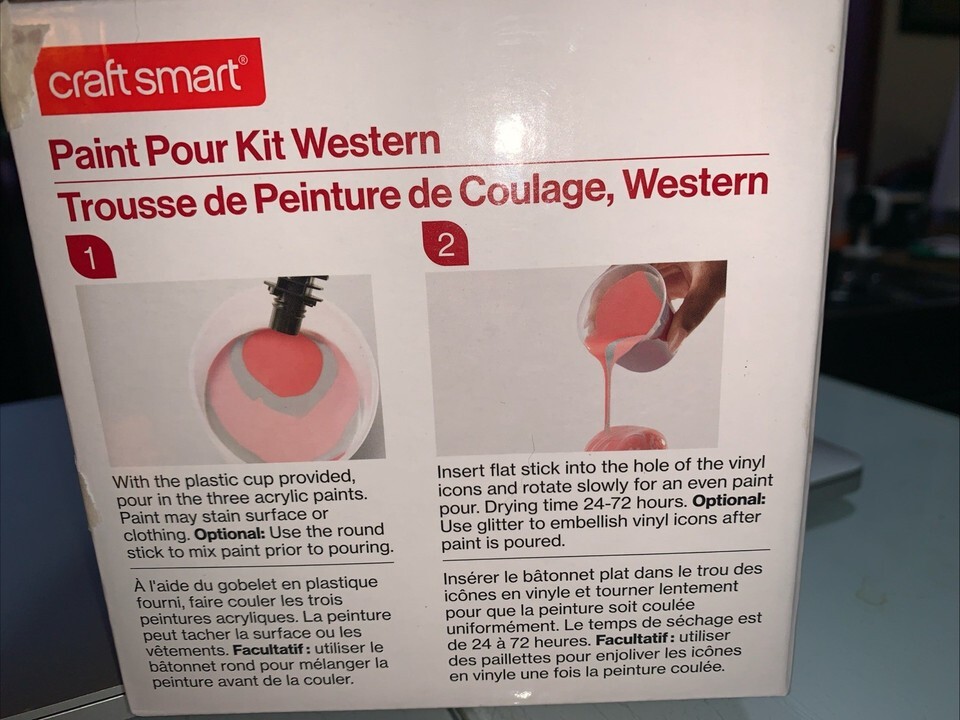 craft smart®
Paint Pour Kit Western
Trousse de Peinture de Coulage, Western
1
With the plastic cup provided,
pour in the three acrylic paints.
Paint may stain surface or
clothing. Optional: Use the round
stick to mix paint prior to pouring.
À l'aide du gobelet en plastique
fourni, faire couler les trois
peintures acryliques. La peinture
peut tacher la surface ou les
vêtements. Facultatif : utiliser le
bâtonnet rond pour mélanger la
peinture avant de la couler.
2
Insert flat stick into the hole of the vinyl
icons and rotate slowly for an even paint
pour. Drying time 24-72 hours. Optional:
Use glitter to embellish vinyl icons after
paint is poured.
Insérer le bâtonnet plat dans le trou des
icônes en vinyle et tourner lentement
pour que la peinture soit coulée
uniformément. Le temps de séchage est
de 24 à 72 heures. Facultatif : utiliser
des paillettes pour enjoliver les icônes
en vinyle une fois la peinture coulée.